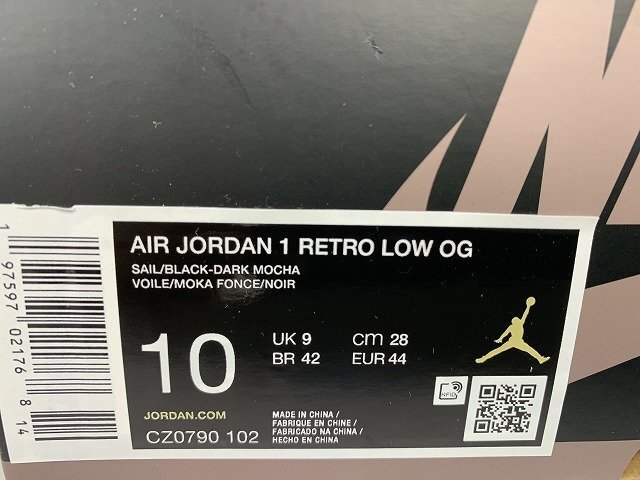 AIR JORDAN 1 RETRO LOW OG
SAIL/BLACK-DARK MOCHA
VOILE/MOKA FONCE/NOIR
10
UK 9 cm 28
BR 42 EUR 44
RFID
JORDAN.COM
CZ0790 102
MADE IN CHINA /
FABRIQUE EN CHINE /
FABRICADO NA CHINA /
HECHO EN CHINA
1 97597 02176 8 14